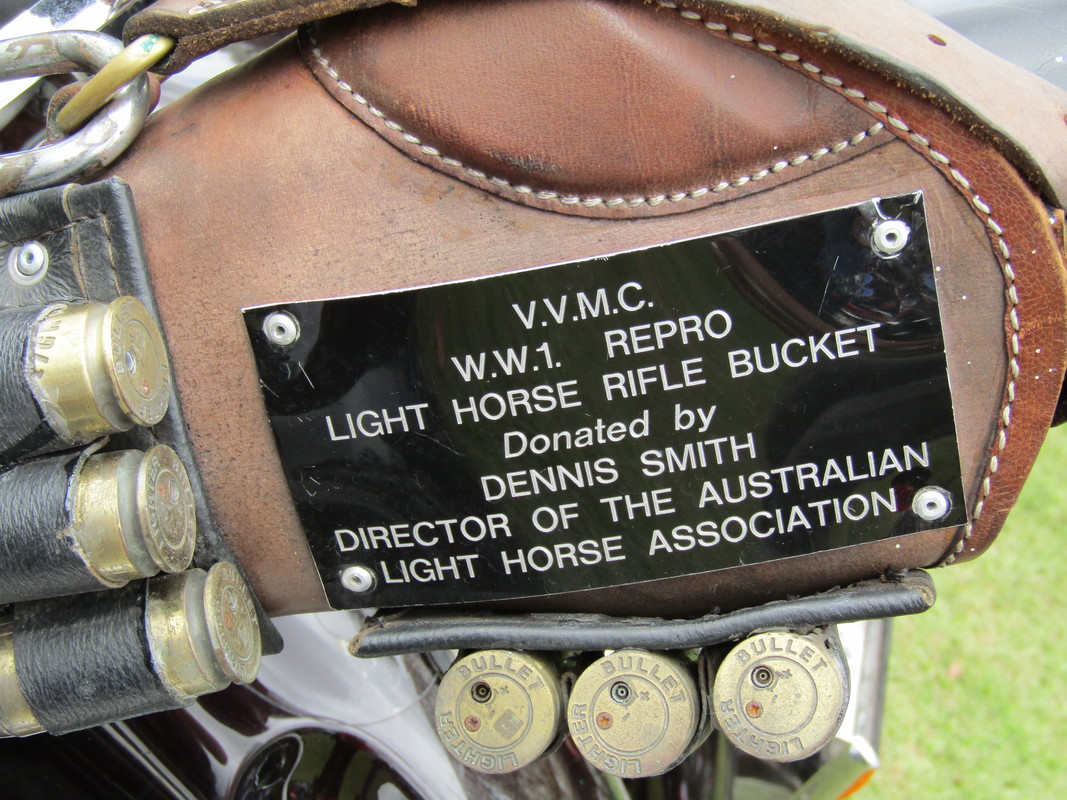 V.V.M.C.
W.W.1. REPRO
LIGHT HORSE RIFLE BUCKET
Donated by
DENNIS SMITH
DIRECTOR OF THE AUSTRALIAN
LIGHT HORSE ASSOCIATION
BULLET
LIGHTER
BULLET
LIGHTER
BULLET
LIGHTER